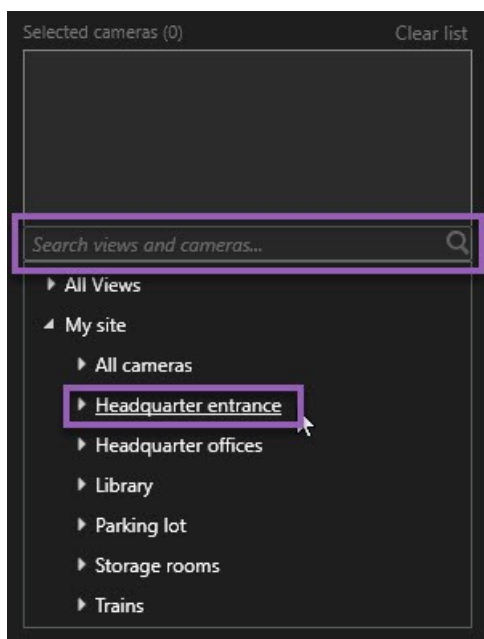 Selected cameras (0) Clear list
Search views and cameras...
All Views
My site
All cameras
Headquarter entrance
Headquarter offices
Library
Parking lot
Storage rooms
Trains